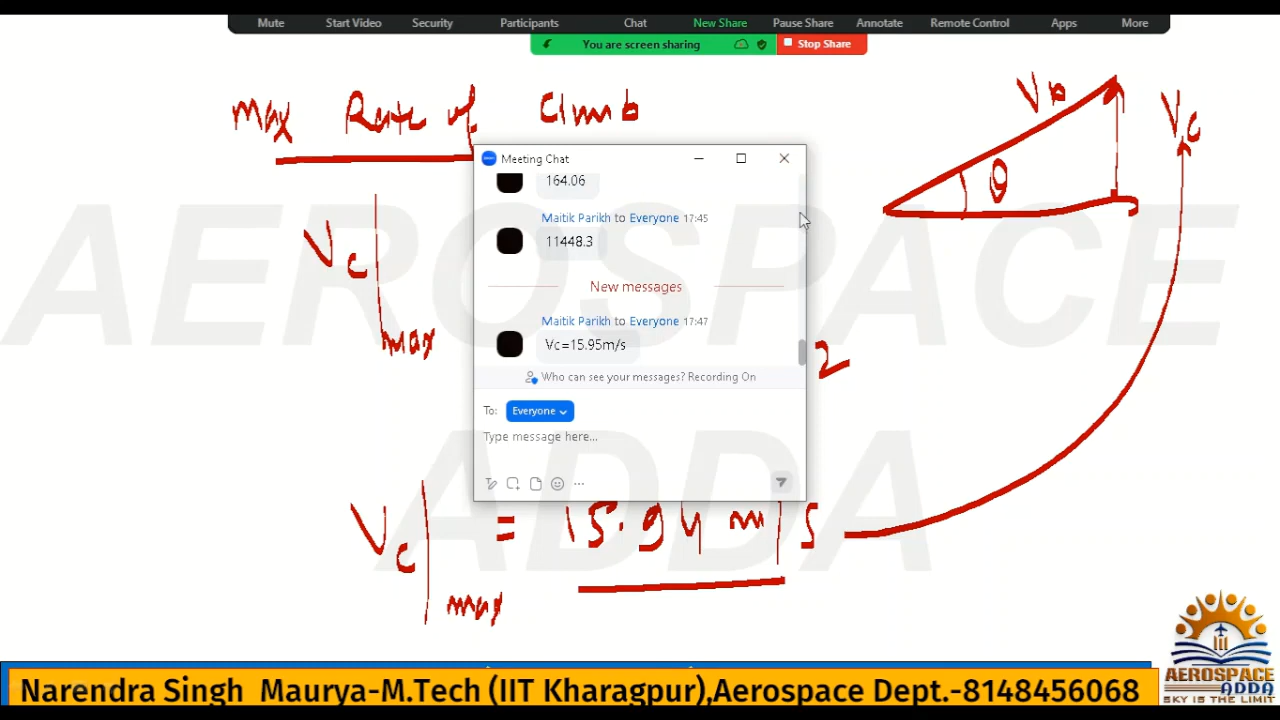 Mute Start Video Security Participants Chat New Share Pause Share Annotate Remote Control Apps More
You are screen sharing Stop Share
Max Rate of Climb
Meeting Chat
164.06
Maitik Parikh to Everyone 17:45
11448.3
New messages
Maitik Parikh to Everyone 17:47
Vc=15.95m/s
Who can see your messages? Recording On
To: Everyone
Type message here...
θ
Vc
Vc|max
2
Vc|max = 15.94 m/s
AEROSPACE
ADDA
Narendra Singh Maurya-M.Tech (IIT Kharagpur),Aerospace Dept.-8148456068
AEROSPACE
ADDA
SKY IS THE LIMIT